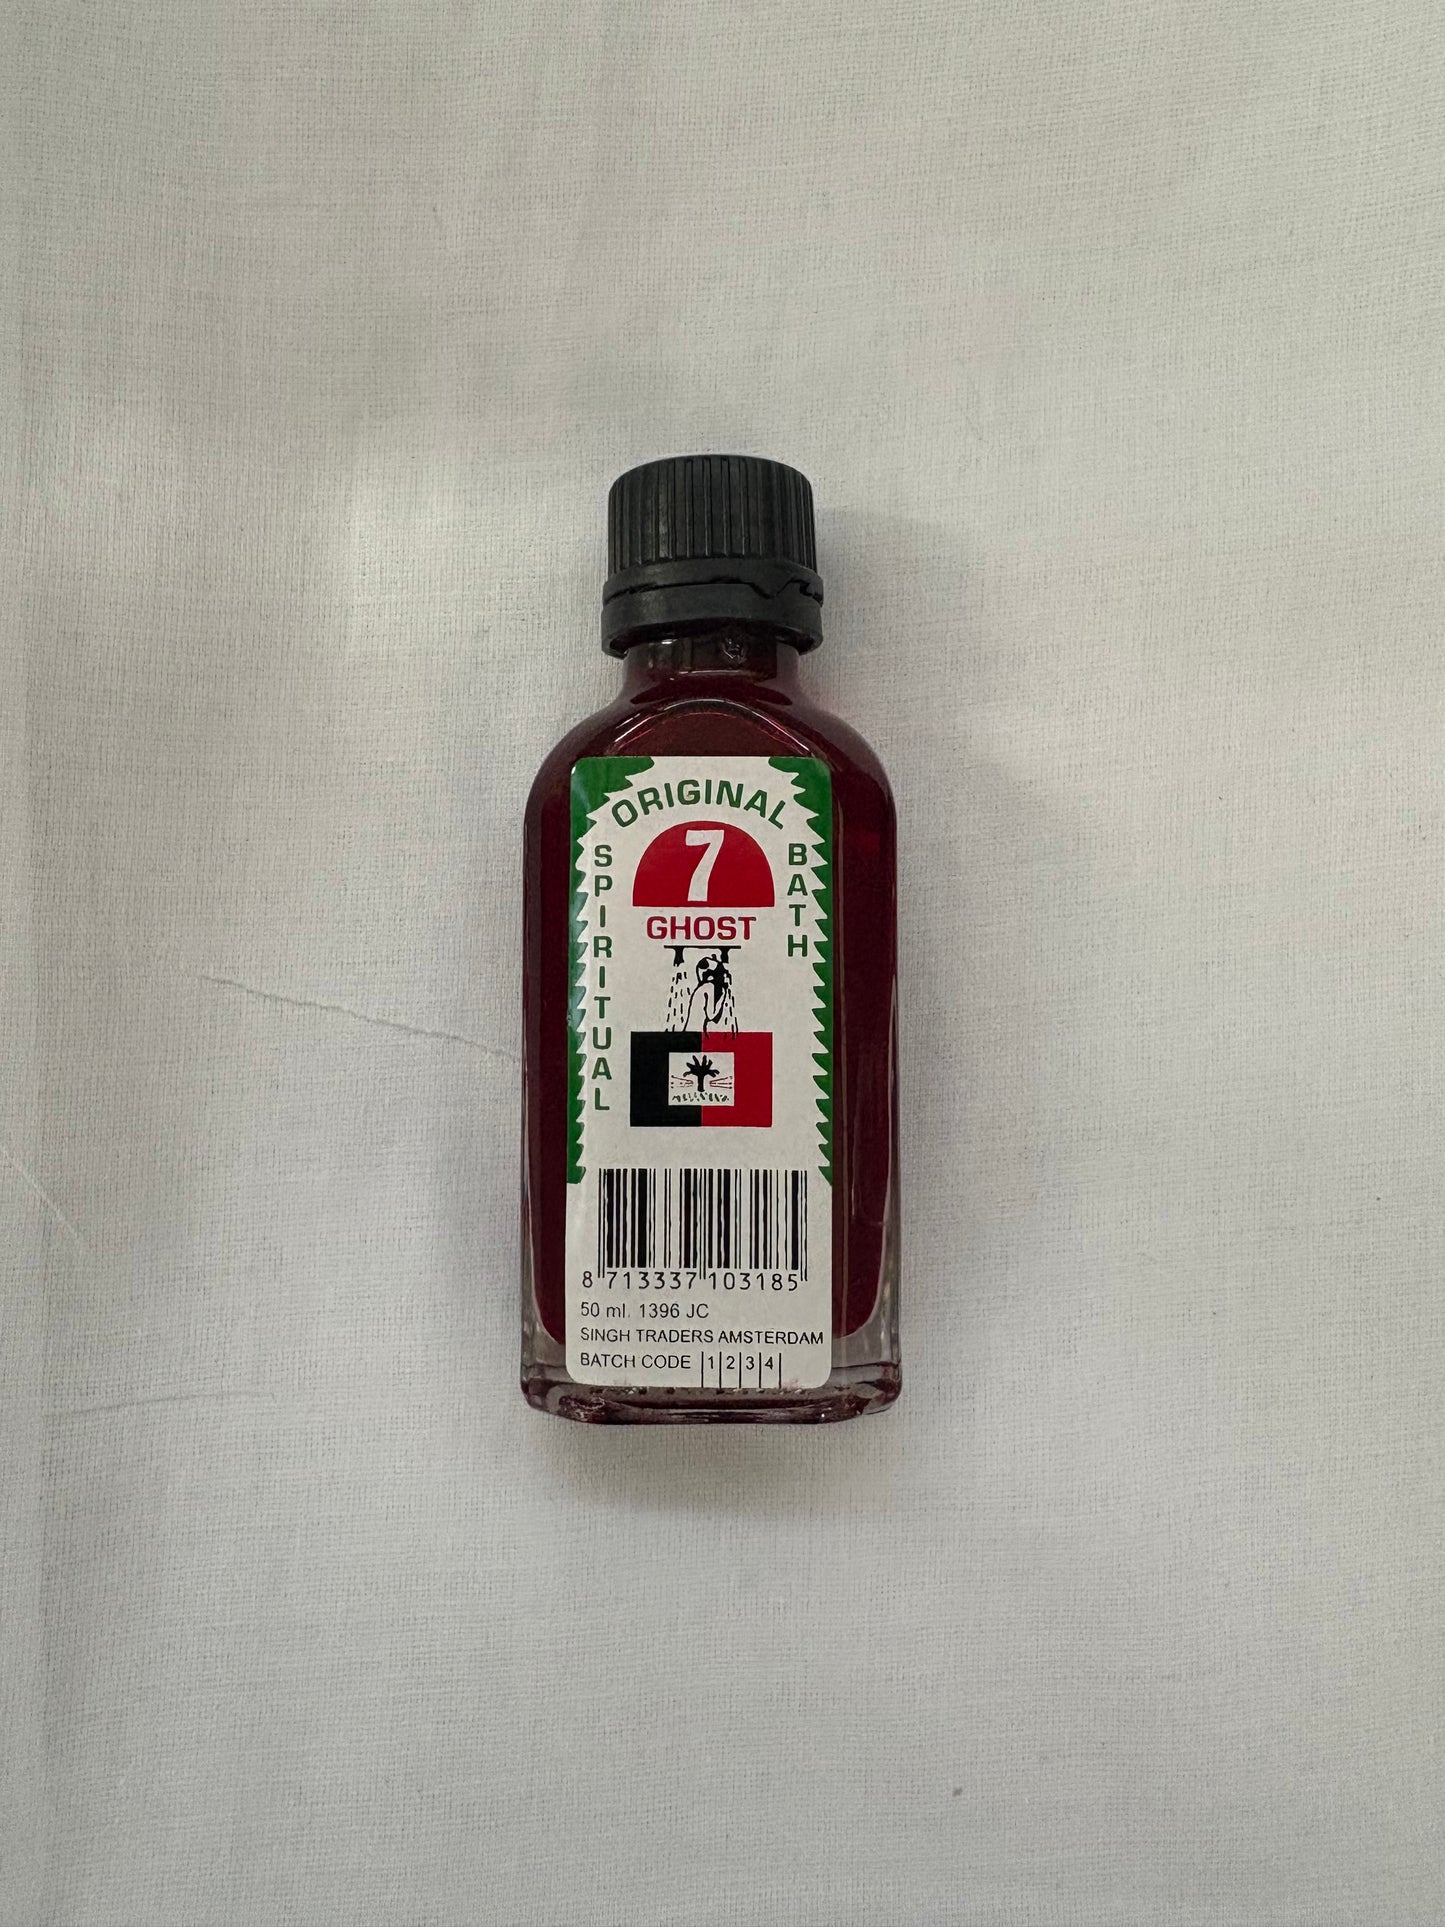 ORIGINAL
SPIRITUAL
BATH
7
GHOST
8 713337 103185
50 ml. 1396 JC
SINGH TRADERS AMSTERDAM
BATCH CODE |1|2|3|4|